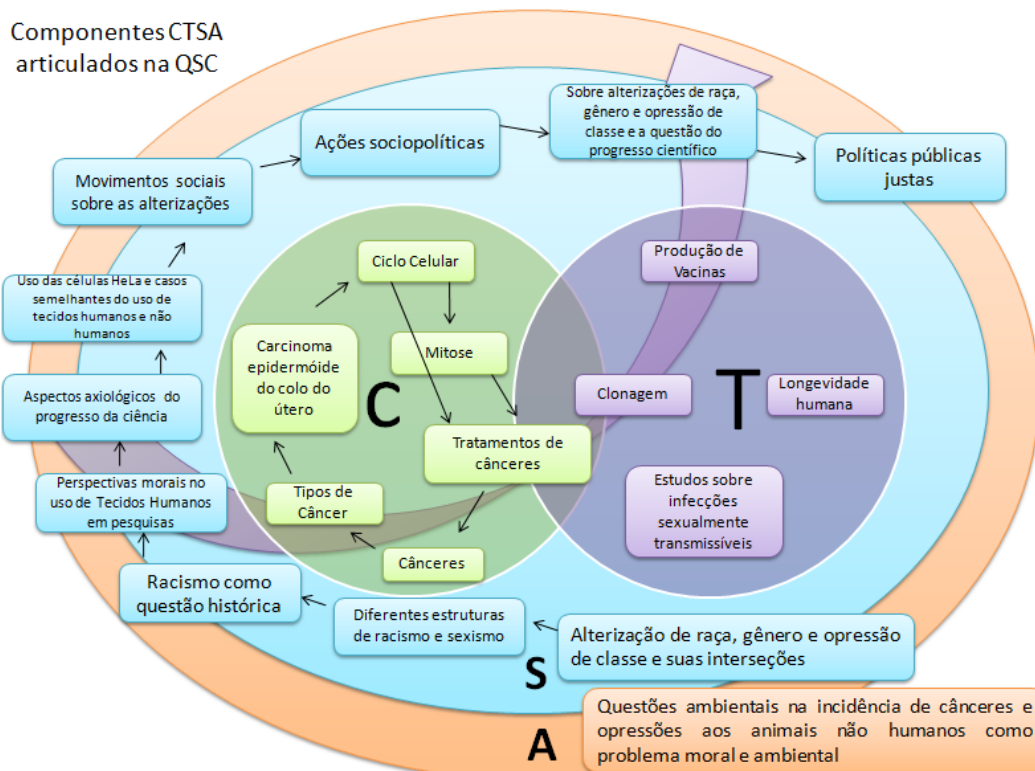 Componentes CTSA
articulados na QSC
Sobre alterizações de raça,
gênero e opressão de
classe e a questão do
progresso científico
Ações sociopolíticas
Políticas públicas
justas
Movimentos sociais
sobre as alterizações
Uso das células HeLa e casos
semelhantes do uso de
tecidos humanos e não
humanos
Aspectos axiológicos do
progresso da ciência
Perspectivas morais no
uso de Tecidos Humanos
em pesquisas
Racismo como
questão histórica
Diferentes estruturas
de racismo e sexismo
Alterização de raça, gênero e opressão
de classe e suas interseções
Ciclo Celular
Mitose
Carcinoma
epidermóide
do colo do
útero
C
Tratamentos de
cânceres
Tipos de
Câncer
Cânceres
Produção de
Vacinas
Clonagem
T
Longevidade
humana
Estudos sobre
infecções
sexualmente
transmissíveis
S
A
Questões ambientais na incidência de cânceres e
opressões aos animais não humanos como
problema moral e ambiental